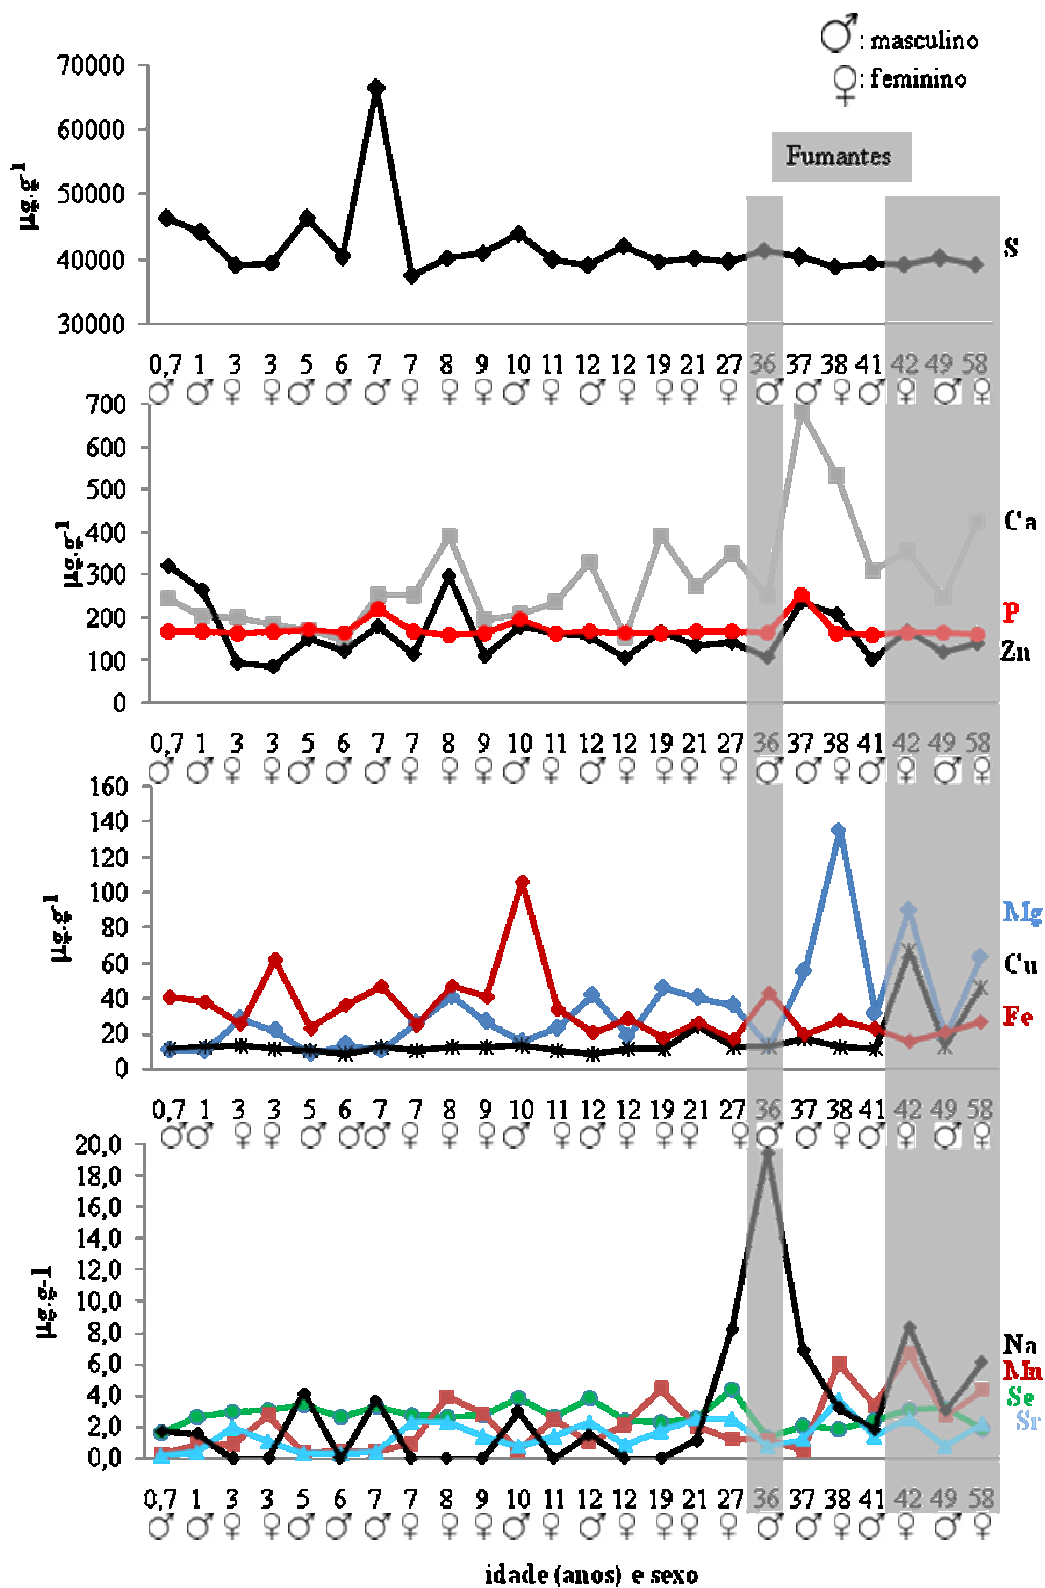 ♂: masculino
♀: feminino
Fumantes
70000
60000
50000
40000
30000
µg.g-1
S
0,7 1 3 3 5 6 7 7 8 9 10 11 12 12 19 21 27 36 37 38 41 42 49 58
♂ ♂ ♀ ♀ ♂ ♂ ♂ ♀ ♀ ♀ ♂ ♀ ♂ ♀ ♀ ♀ ♀ ♂ ♂ ♀ ♂ ♀ ♂ ♀
700
600
500
400
300
200
100
0
µg.g-1
Ca
P
Zn
0,7 1 3 3 5 6 7 7 8 9 10 11 12 12 19 21 27 36 37 38 41 42 49 58
♂ ♂ ♀ ♀ ♂ ♂ ♂ ♀ ♀ ♀ ♂ ♀ ♂ ♀ ♀ ♀ ♀ ♂ ♂ ♀ ♂ ♀ ♂ ♀
160
140
120
100
80
60
40
20
0
µg.g-1
Mg
Cu
Fe
0,7 1 3 3 5 6 7 7 8 9 10 11 12 12 19 21 27 36 37 38 41 42 49 58
♂ ♂ ♀ ♀ ♂ ♂ ♂ ♀ ♀ ♀ ♂ ♀ ♂ ♀ ♀ ♀ ♀ ♂ ♂ ♀ ♂ ♀ ♂ ♀
20,0
18,0
16,0
14,0
12,0
10,0
8,0
6,0
4,0
2,0
0,0
µg.g-1
Na
Mn
Se
Sr
0,7 1 3 3 5 6 7 7 8 9 10 11 12 12 19 21 27 36 37 38 41 42 49 58
♂ ♂ ♀ ♀ ♂ ♂ ♂ ♀ ♀ ♀ ♂ ♀ ♂ ♀ ♀ ♀ ♀ ♂ ♂ ♀ ♂ ♀ ♂ ♀
idade (anos) e sexo